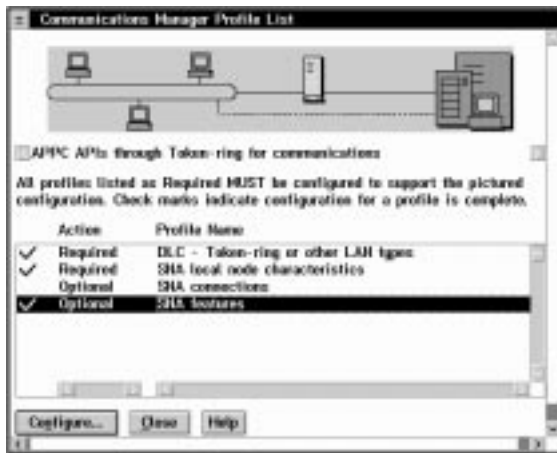 Communications Manager Profile List
APPC APIs through Token-ring for communications
All profiles listed as Required MUST be configured to support the pictured
configuration. Check marks indicate configuration for a profile is complete.
Action Profile Name
Required DLC - Token-ring or other LAN types
Required SNA local node characteristics
Optional SNA connections
Optional SNA features
Configure... Close Help